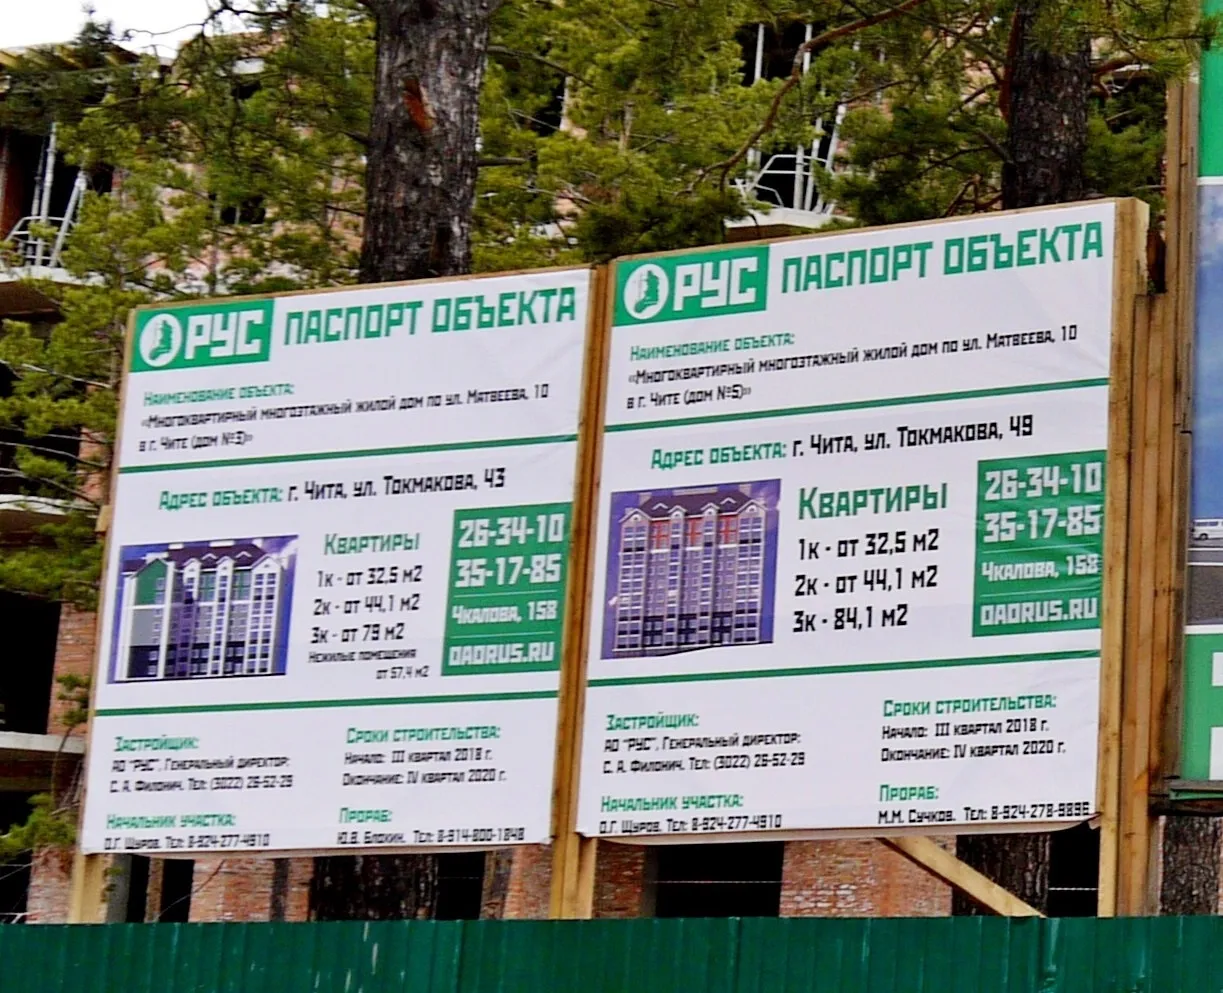 РУС ПАСПОРТ ОБЪЕКТА
Наименование объекта:
«Многоквартирный многоэтажный жилой дом по ул. Матвеева, 10
в г. Чите (дом №3)»
Адрес объекта: г. Чита, ул. Токмакова, 43
Квартиры
1к - от 32,5 м2
2к - от 44,1 м2
3к - от 79 м2
Нежилые помещения
от 57,4 м2
26-34-10
35-17-85
Чкалова, 158
OAORUS.RU
Застройщик:
АО "РУС", Генеральный директор:
С. А. Филонич. Тел: (3022) 26-52-29
Сроки строительства:
Начало: III квартал 2018 г.
Окончание: IV квартал 2020 г.
Начальник участка:
О.Г. Щуров. Тел: 8-924-277-4910
Прораб:
Ю.В. Блохин. Тел: 8-914-800-1848
РУС ПАСПОРТ ОБЪЕКТА
Наименование объекта:
«Многоквартирный многоэтажный жилой дом по ул. Матвеева, 10
в г. Чите (дом №5)»
Адрес объекта: г. Чита, ул. Токмакова, 49
Квартиры
1к - от 32,5 м2
2к - от 44,1 м2
3к - 84,1 м2
26-34-10
35-17-85
Чкалова, 158
OAORUS.RU
Застройщик:
АО "РУС", Генеральный директор:
С. А. Филонич. Тел: (3022) 26-52-29
Сроки строительства:
Начало: III квартал 2018 г.
Окончание: IV квартал 2020 г.
Начальник участка:
О.Г. Щуров. Тел: 8-924-277-4910
Прораб:
М.М. Сучков. Тел: 8-924-278-9896